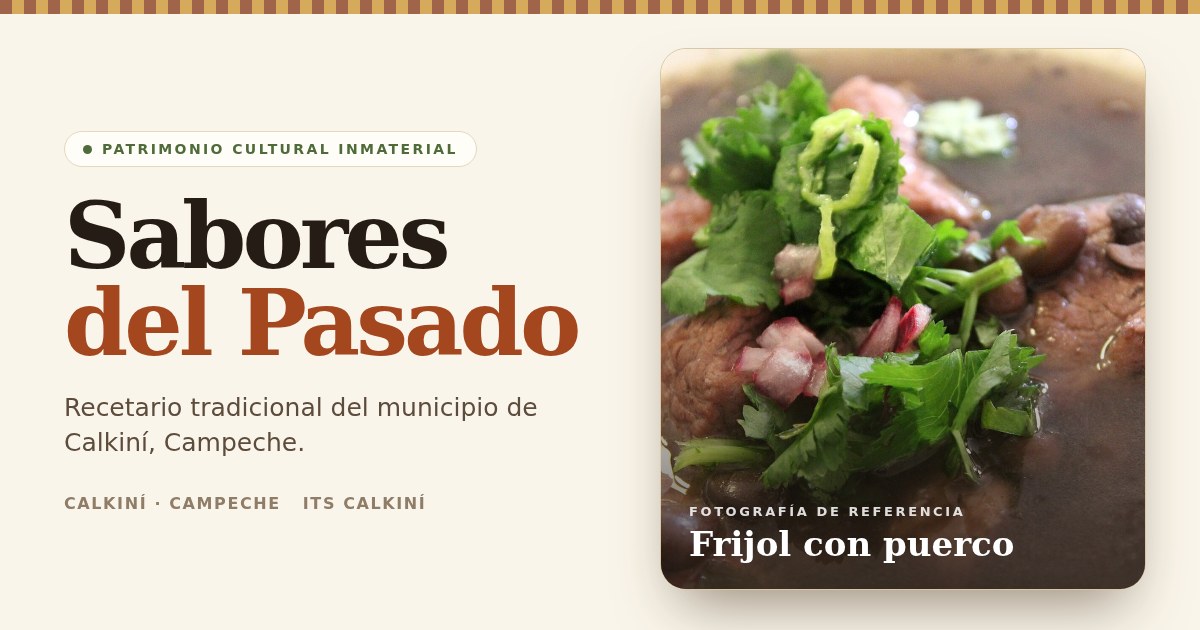 PATRIMONIO CULTURAL INMATERIAL
Sabores
del Pasado
Recetario tradicional del municipio de
Calkiní, Campeche.
CALKINÍ · CAMPECHE ITS CALKINÍ
FOTOGRAFÍA DE REFERENCIA
Frijol con puerco